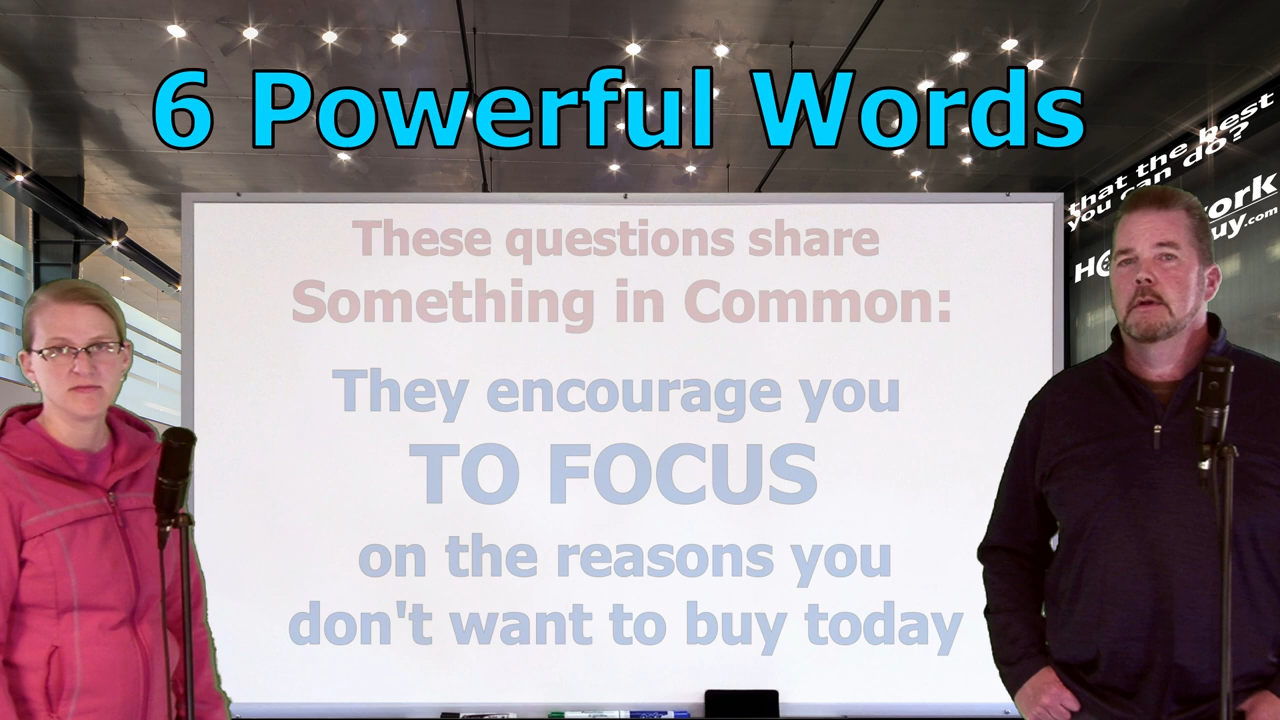 6 Powerful Words
that the best
you can do?
These questions share
Something in Common:
They encourage you
TO FOCUS
on the reasons you
don't want to buy today